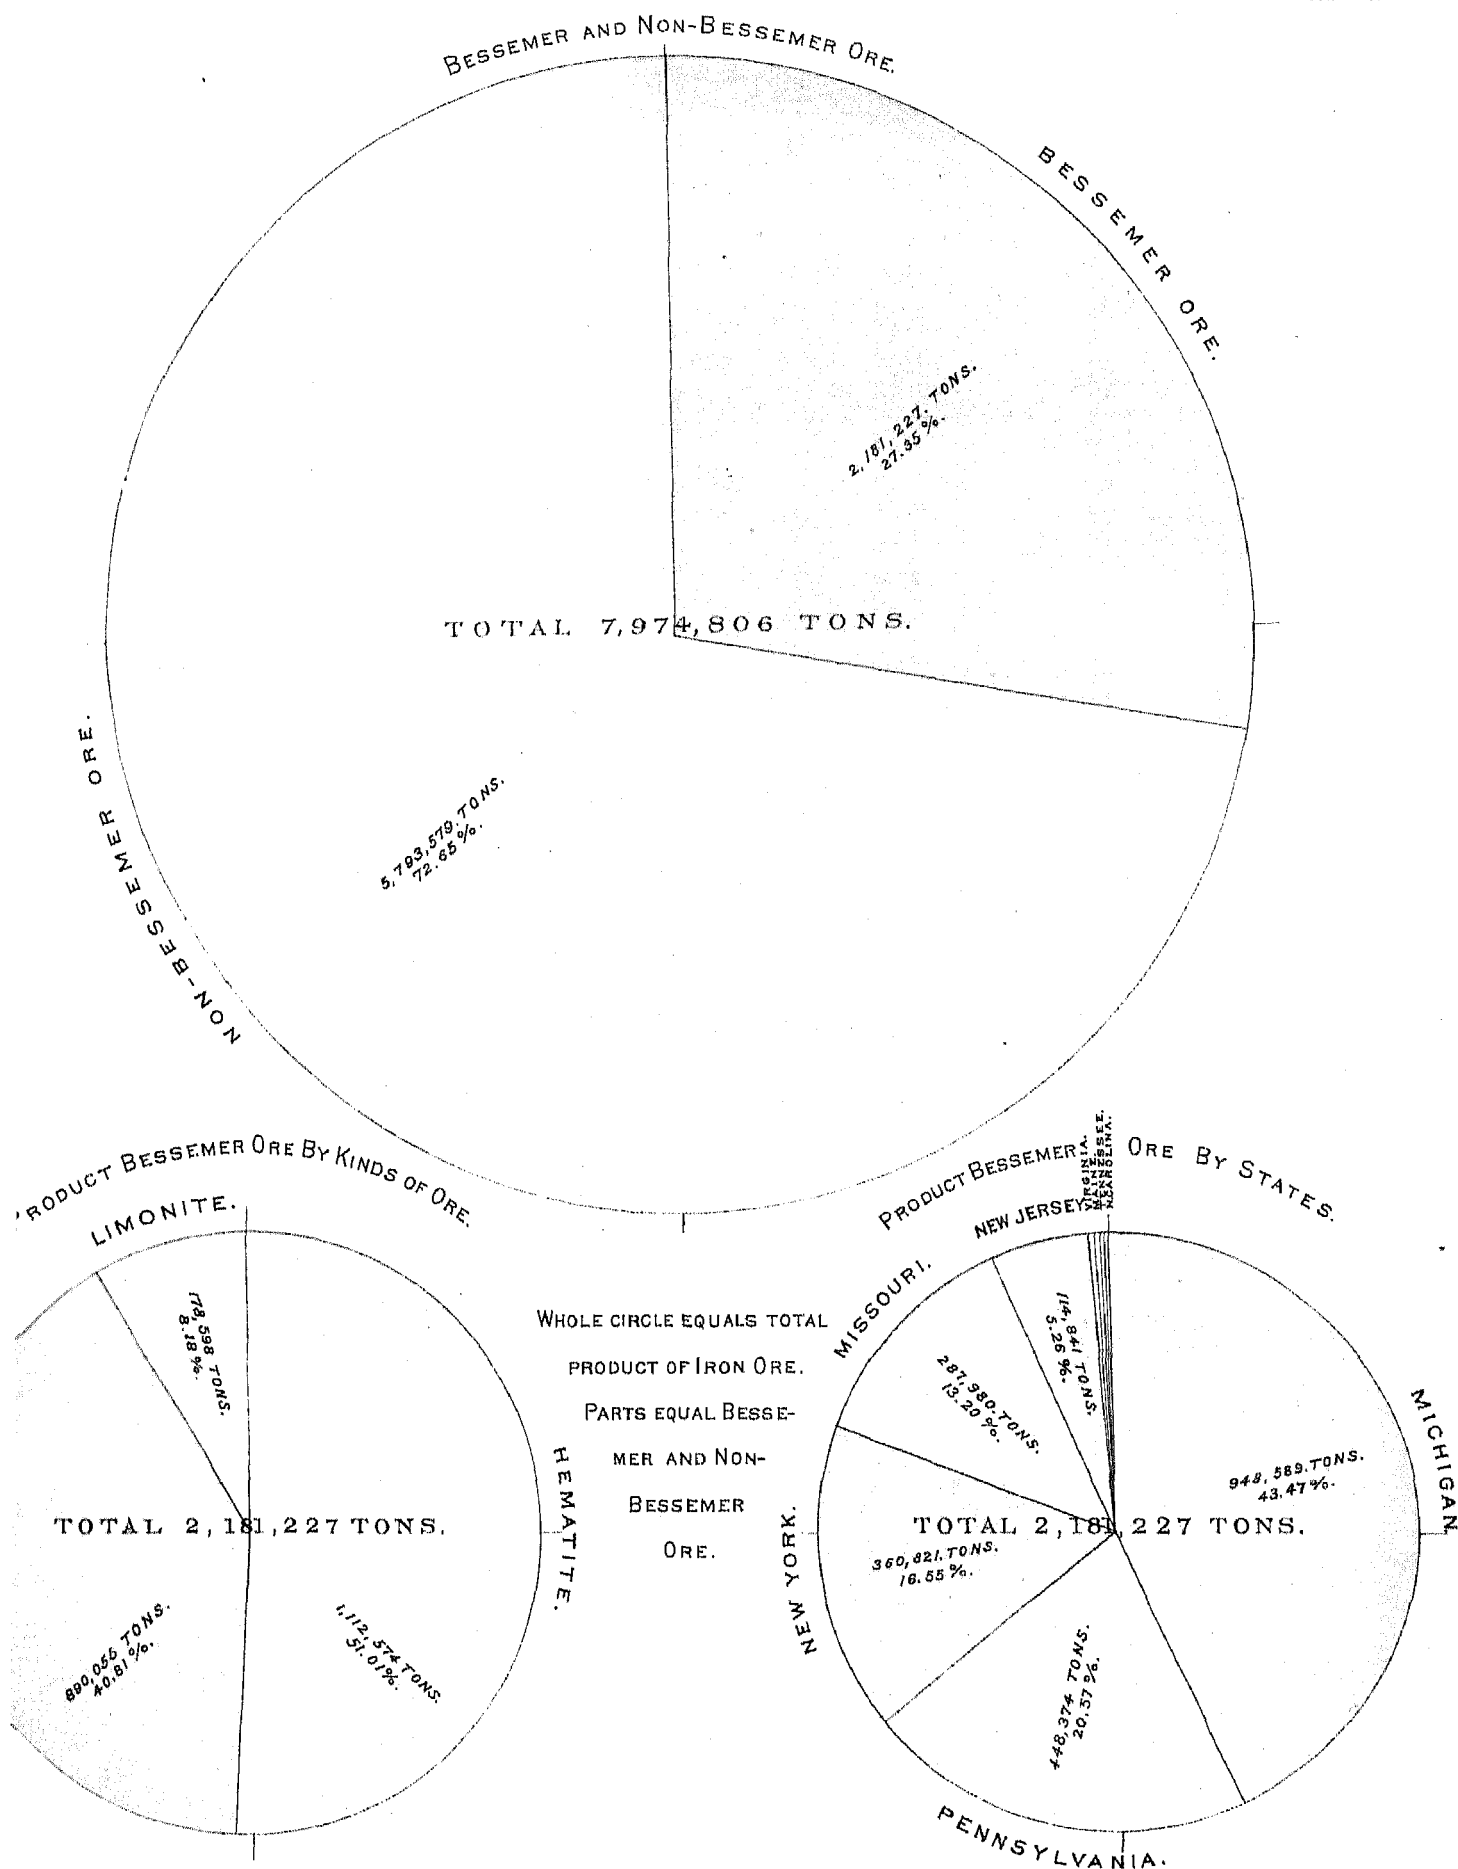 BESSEMER AND NON-BESSEMER ORE.
BESSEMER ORE.
2,181,227. TONS.
27.35%.
TOTAL 7,974,806 TONS.
NON-BESSEMER ORE.
5,793,579. TONS.
72.65%.
PRODUCT BESSEMER ORE BY KINDS OF ORE.
LIMONITE.
178,598 TONS.
8.18%.
HEMATITE.
TOTAL 2,181,227 TONS.
890,055 TONS.
40.81%.
1,112,574 TONS.
51.01%.
WHOLE CIRCLE EQUALS TOTAL
PRODUCT OF IRON ORE.
PARTS EQUAL BESSE-
MER AND NON-
BESSEMER
ORE.
PRODUCT BESSEMER ORE BY STATES.
VIRGINIA.
MAINE.
TENNESSEE.
N.CAROLINA.
NEW JERSEY.
MISSOURI.
114,841 TONS.
5.26%.
287,980. TONS.
13.20%.
MICHIGAN
948,589. TONS.
43.47%.
TOTAL 2,181,227 TONS.
NEW YORK.
360,821. TONS.
16.55%.
448,374 TONS.
20.57%.
PENNSYLVANIA.